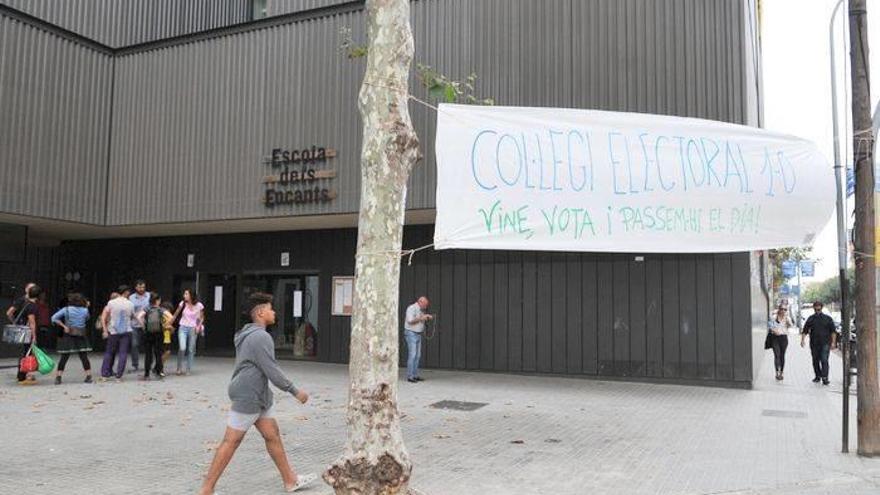 Escola
dels
Encants
COL·LEGI ELECTORAL 1-O
VINE, VOTA i PASSEM-HI EL DIA!